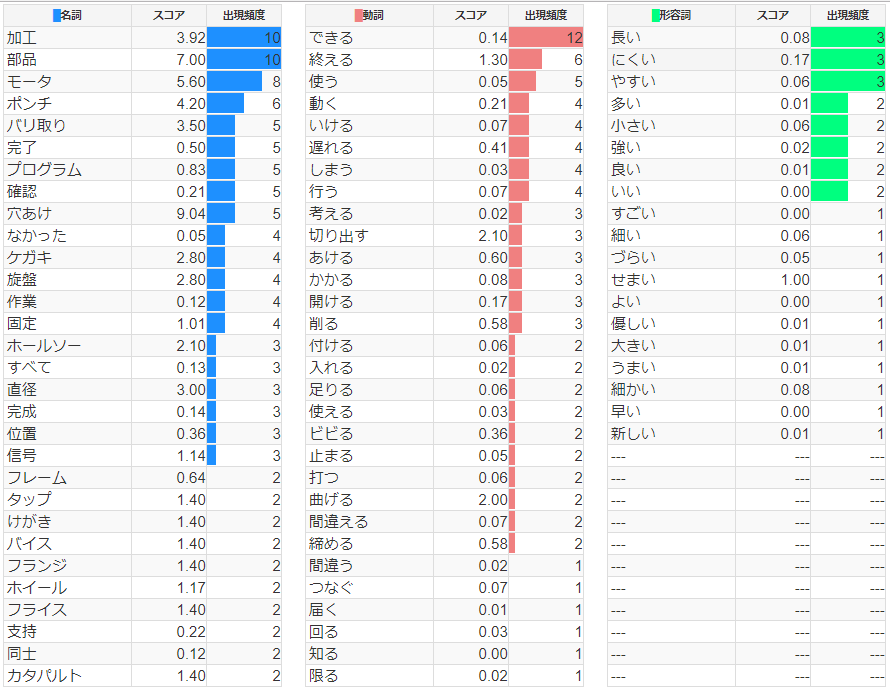 名詞 スコア 出現頻度 動詞 スコア 出現頻度 形容詞 スコア 出現頻度
加工 3.92 10 できる 0.14 12 長い 0.08 3
部品 7.00 10 終える 1.30 6 にくい 0.17 3
モータ 5.60 8 使う 0.05 5 やすい 0.06 3
ポンチ 4.20 6 動く 0.21 4 多い 0.01 2
バリ取り 3.50 5 いける 0.07 4 小さい 0.06 2
完了 0.50 5 遅れる 0.41 4 強い 0.02 2
プログラム 0.83 5 しまう 0.03 4 良い 0.01 2
確認 0.21 5 行う 0.07 4 いい 0.00 2
穴あけ 9.04 5 考える 0.02 3 すごい 0.00 1
なかった 0.05 4 切り出す 2.10 3 細い 0.06 1
ケガキ 2.80 4 あける 0.60 3 づらい 0.05 1
旋盤 2.80 4 かかる 0.08 3 せまい 1.00 1
作業 0.12 4 開ける 0.17 3 よい 0.00 1
固定 1.01 4 削る 0.58 3 優しい 0.01 1
ホールソー 2.10 3 付ける 0.06 2 大きい 0.01 1
すべて 0.13 3 入れる 0.02 2 うまい 0.01 1
直径 3.00 3 足りる 0.06 2 細かい 0.08 1
完成 0.14 3 使える 0.03 2 早い 0.00 1
位置 0.36 3 ビビる 0.36 2 新しい 0.01 1
信号 1.14 3 止まる 0.05 2 --- --- ---
フレーム 0.64 2 打つ 0.06 2 --- --- ---
タップ 1.40 2 曲げる 2.00 2 --- --- ---
けがき 1.40 2 間違える 0.07 2 --- --- ---
バイス 1.40 2 締める 0.58 2 --- --- ---
フランジ 1.40 2 間違う 0.02 1 --- --- ---
ホイール 1.17 2 つなぐ 0.07 1 --- --- ---
フライス 1.40 2 届く 0.01 1 --- --- ---
支持 0.22 2 回る 0.03 1 --- --- ---
同士 0.12 2 知る 0.00 1 --- --- ---
カタパルト 1.40 2 限る 0.02 1 --- --- ---